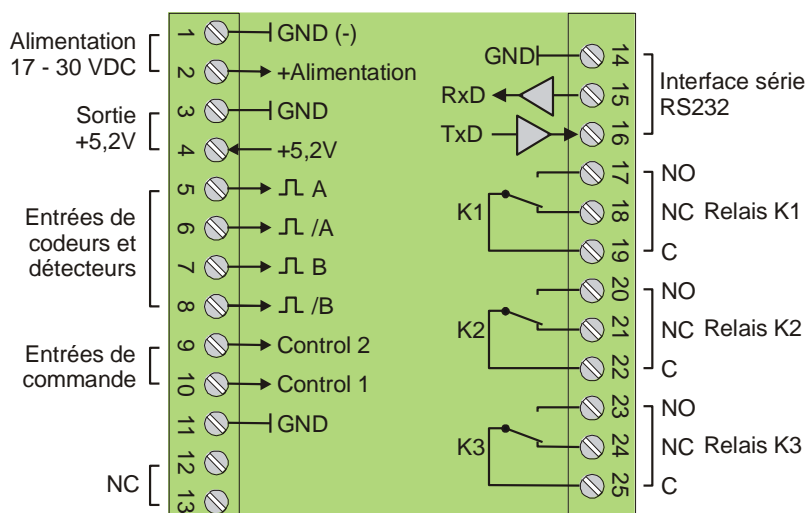 Alimentation
17 - 30 VDC
Sortie
+5,2V
Entrées de
codeurs et
détecteurs
Entrées de
commande
NC
1 GND (-)
2 +Alimentation
3 GND
4 +5,2V
5 A
6 /A
7 B
8 /B
9 Control 2
10 Control 1
11 GND
12
13
GND 14
RxD 15
TxD 16
Interface série
RS232
17 NO
K1 18 NC Relais K1
19 C
20 NO
K2 21 NC Relais K2
22 C
23 NO
K3 24 NC Relais K3
25 C